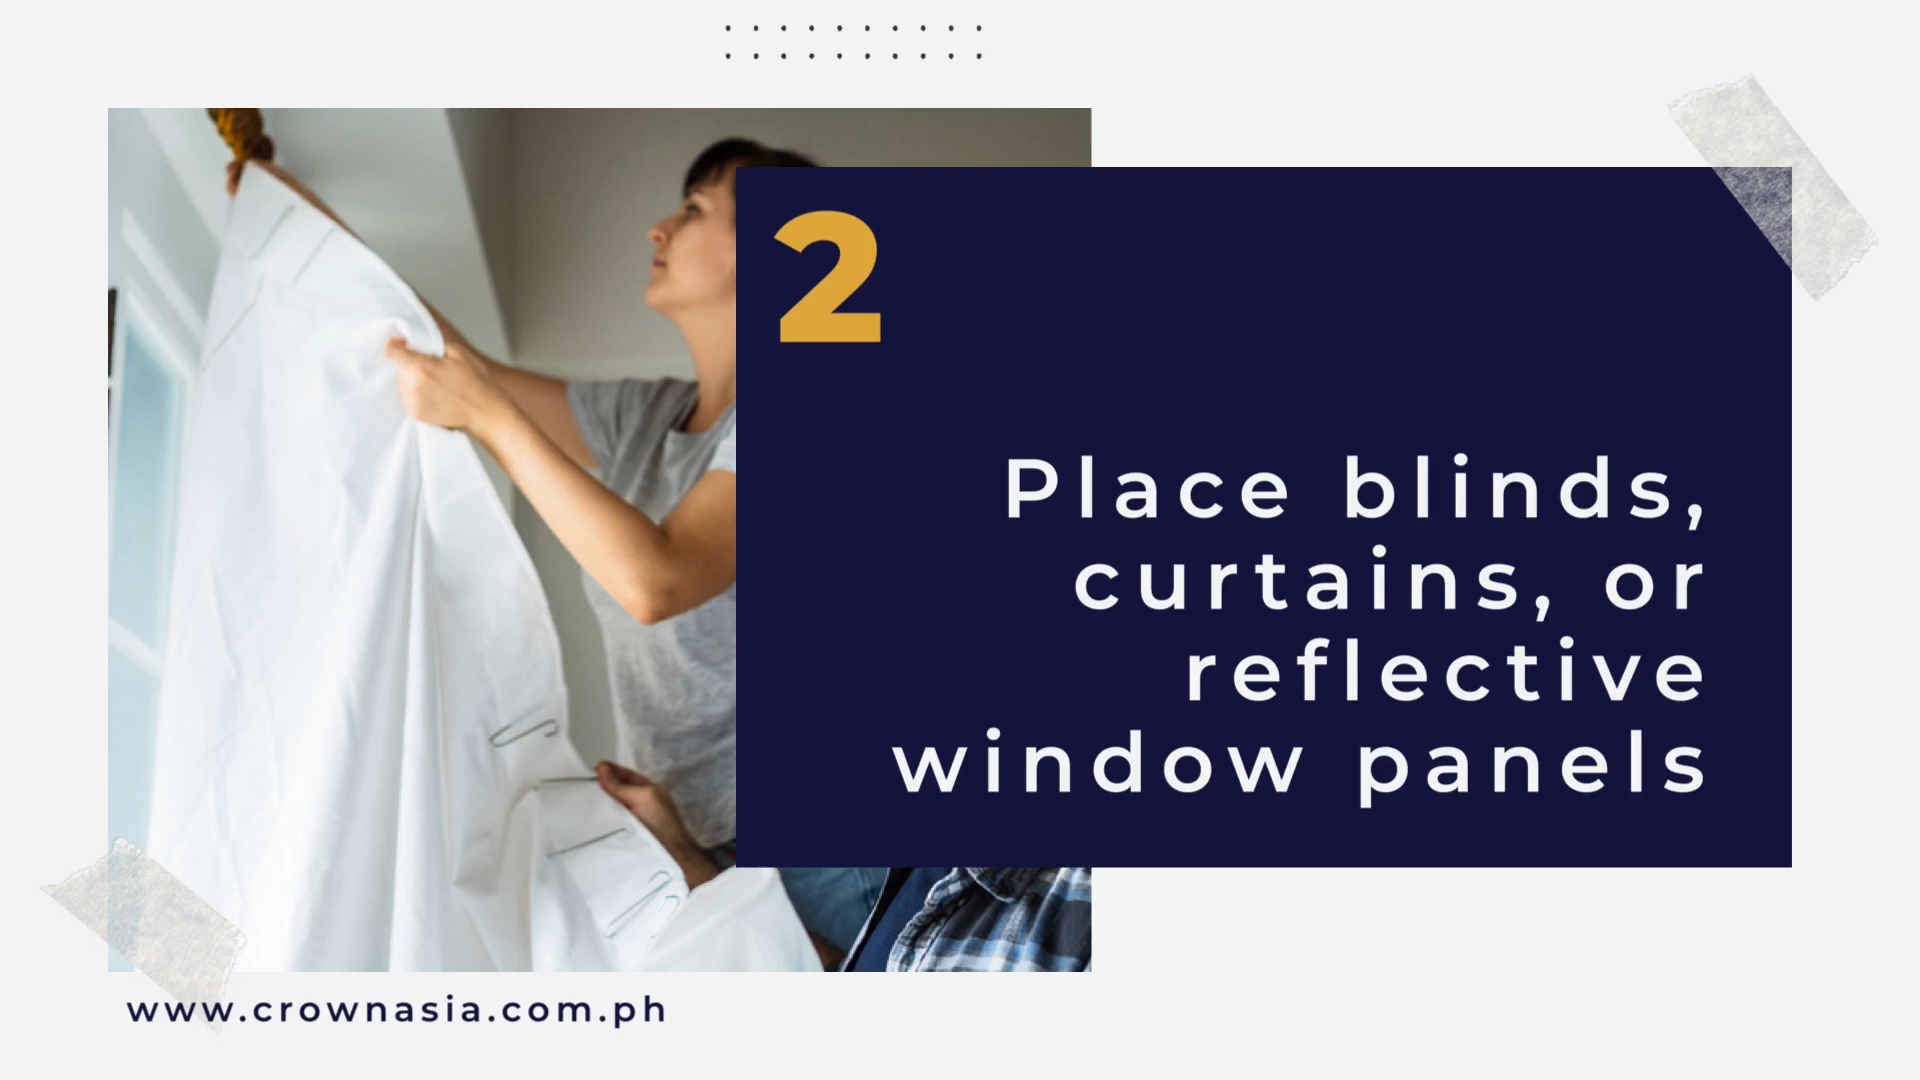 2
Place blinds,
curtains, or
reflective
window panels
www.crownasia.com.ph